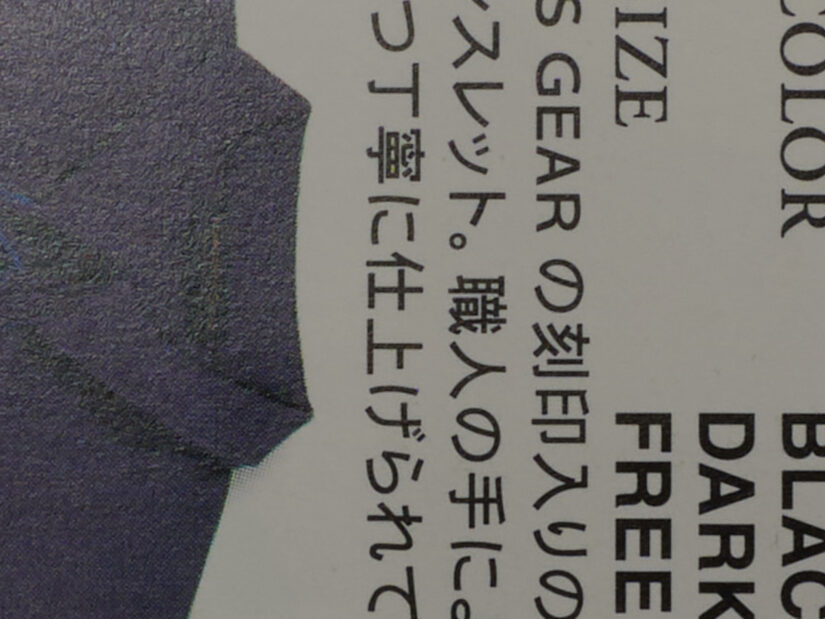 COLOR BLAC
DARK
IZE FREE
S GEAR の刻印入りの
スレット。職人の手に
つ丁寧に仕上げられて